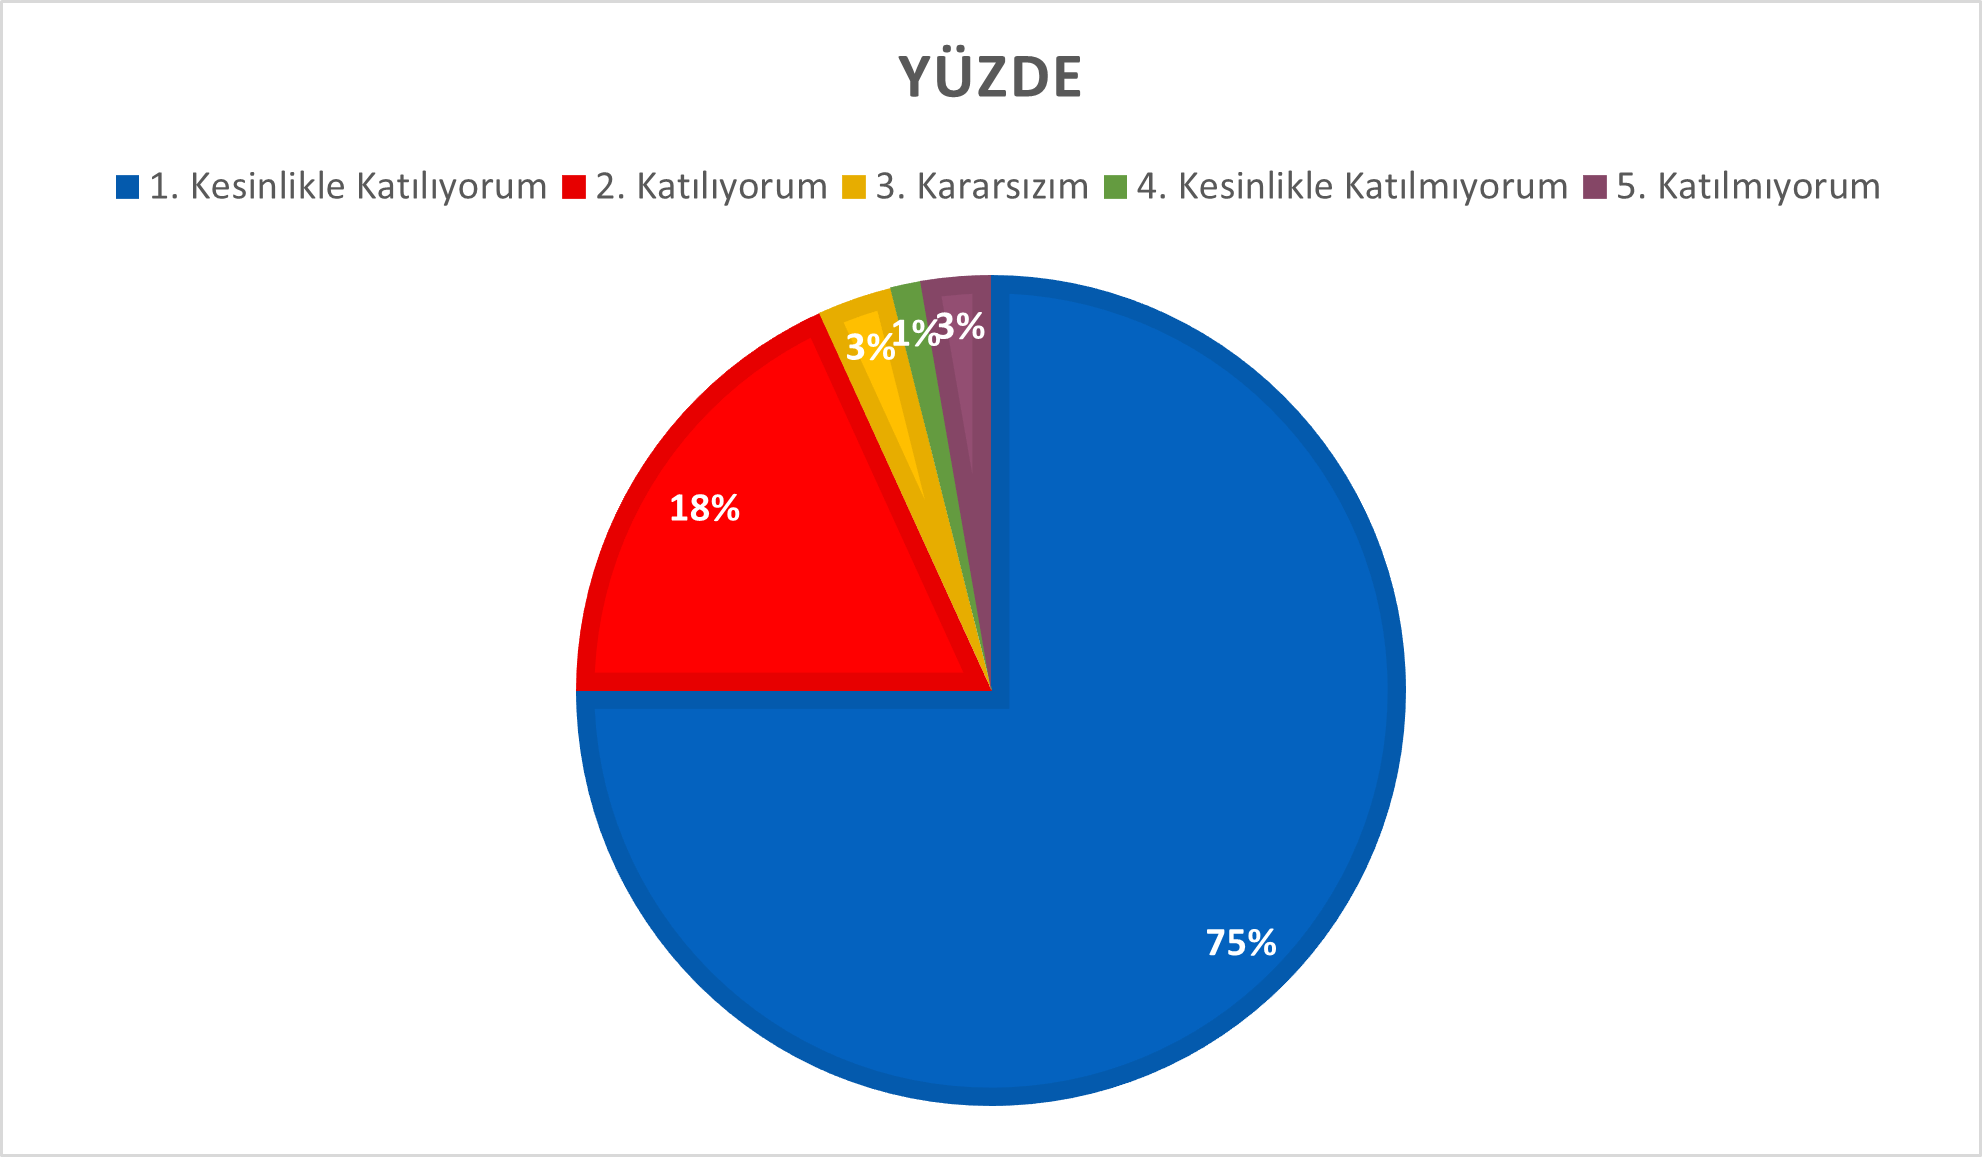 YÜZDE
1. Kesinlikle Katılıyorum 2. Katılıyorum 3. Kararsızım 4. Kesinlikle Katılmıyorum 5. Katılmıyorum
3% 1% 3%
18%
75%